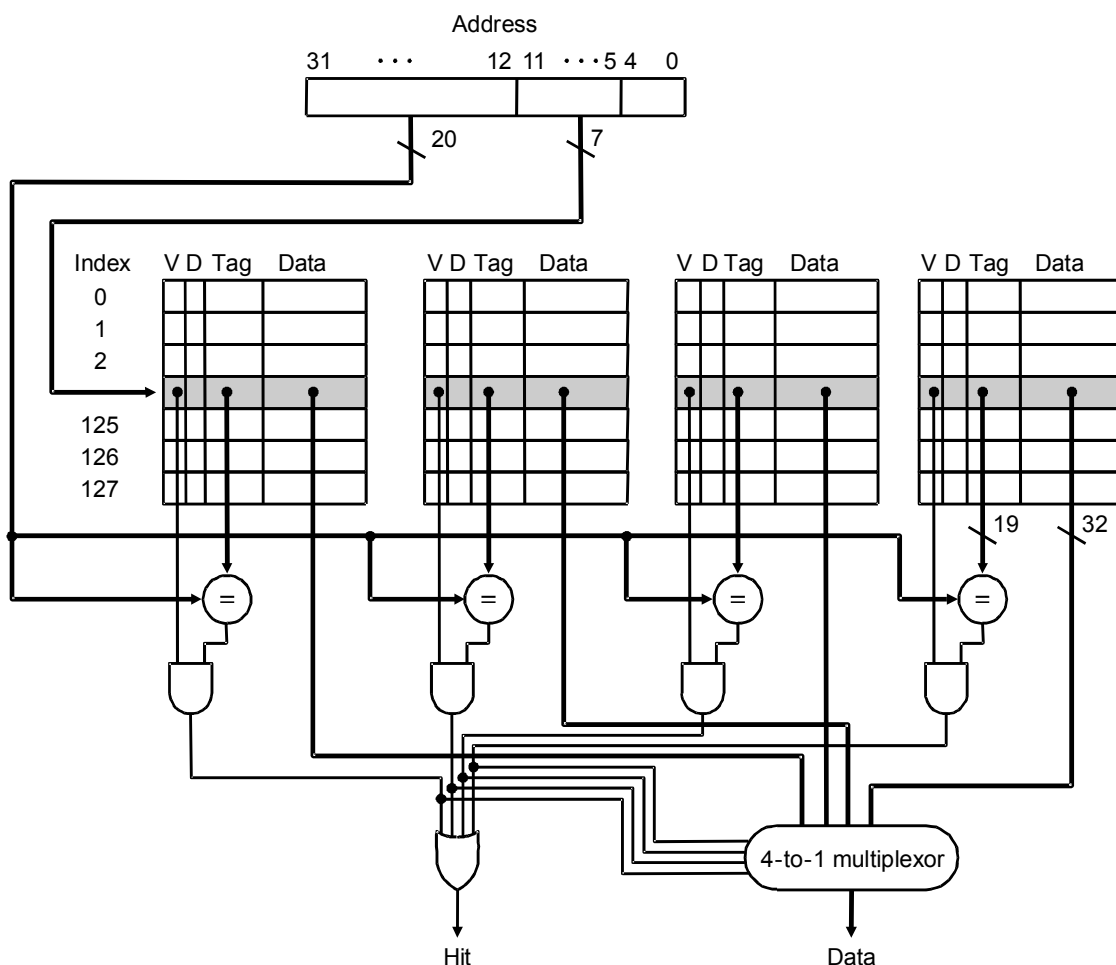 Address
31 ··· 12 11 ···5 4 0
20 7
Index V D Tag Data V D Tag Data V D Tag Data V D Tag Data
0
1
2
125
126
127
19 32
= = = =
4-to-1 multiplexor
Hit Data